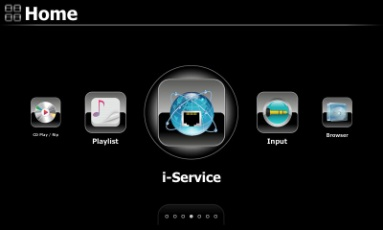 Home
CD Play / Rip
Playlist
i-Service
Input
Browser